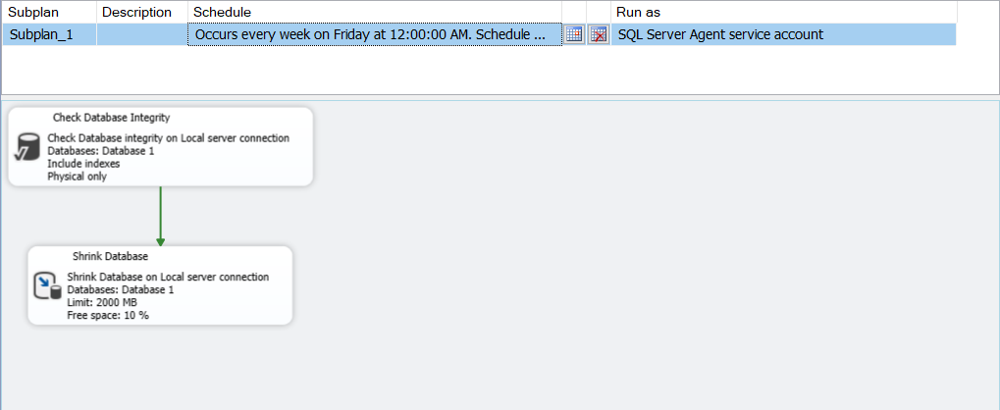 Subplan Description Schedule Run as
Subplan_1 Occurs every week on Friday at 12:00:00 AM. Schedule ... SQL Server Agent service account
Check Database Integrity
Check Database integrity on Local server connection
Databases: Database 1
Include indexes
Physical only
Shrink Database
Shrink Database on Local server connection
Databases: Database 1
Limit: 2000 MB
Free space: 10 %